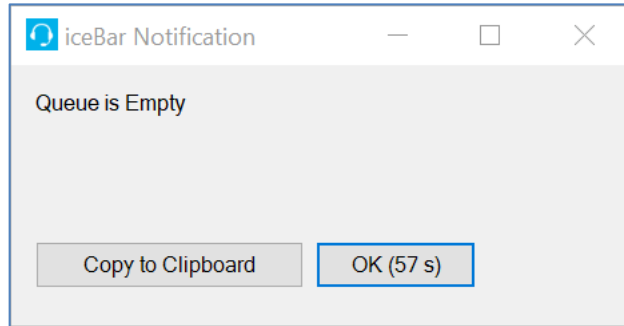 iceBar Notification
Queue is Empty
Copy to Clipboard OK (57 s)